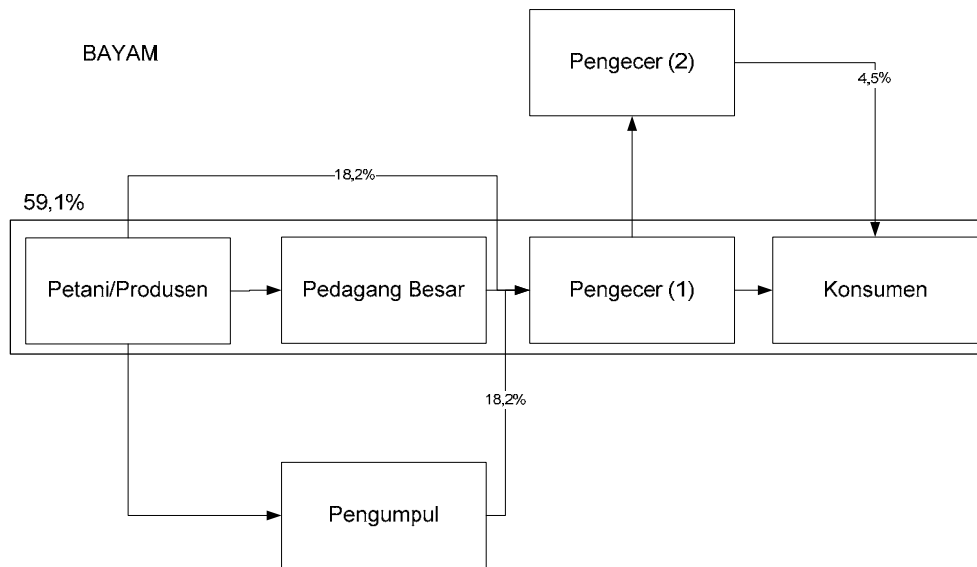 BAYAM
Pengecer (2)
4,5%
18,2%
59,1%
Petani/Produsen
Pedagang Besar
Pengecer (1)
Konsumen
18,2%
Pengumpul